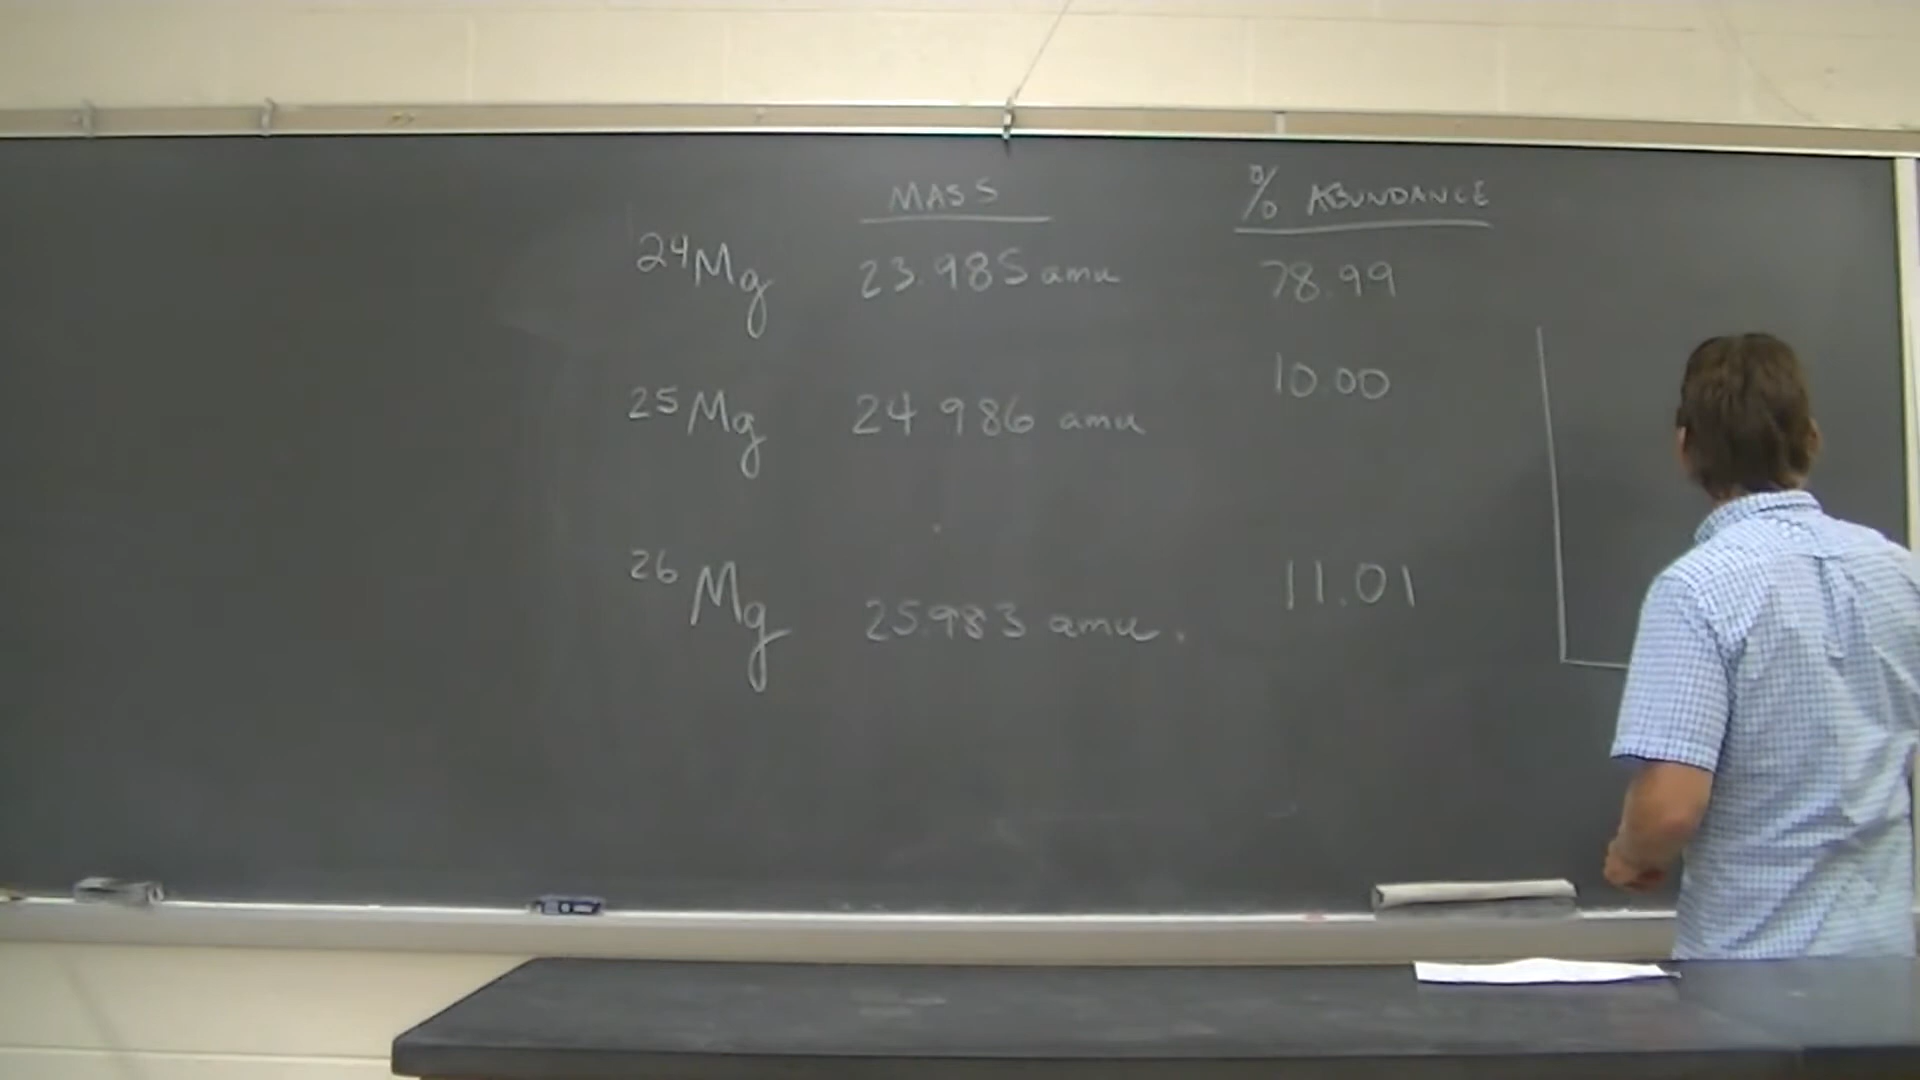 MASS % ABUNDANCE
²⁴Mg 23.985 amu 78.99
²⁵Mg 24 986 amu 10.00
²⁶Mg 25.983 amu. 11.01